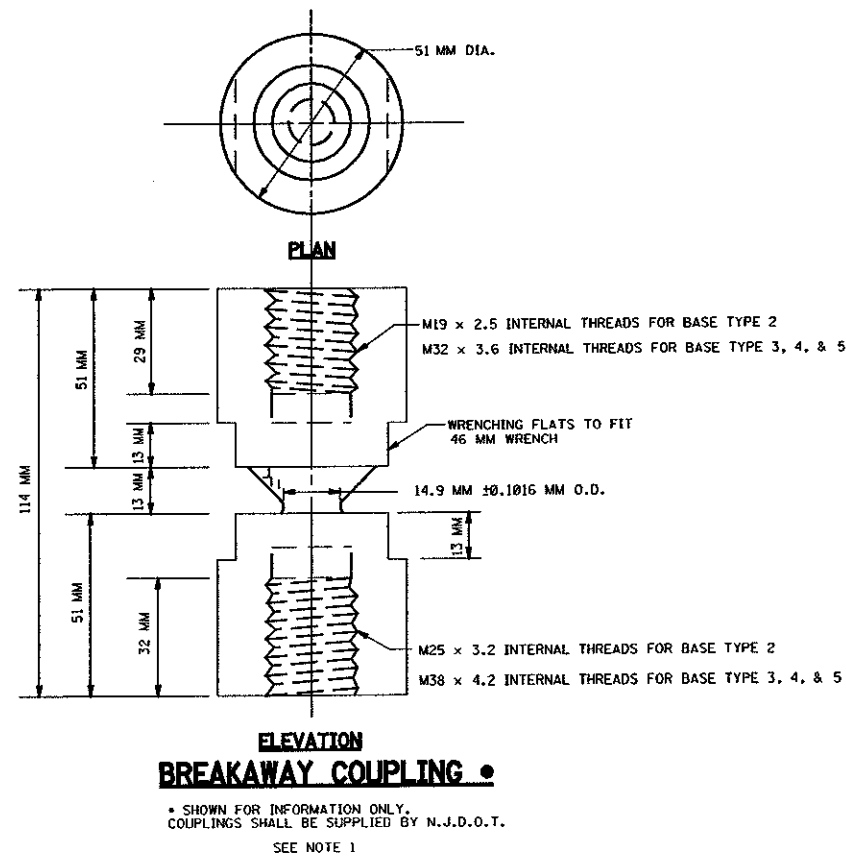 51 MM DIA.
PLAN
114 MM
51 MM
29 MM
13 MM
13 MM
M19 × 2.5 INTERNAL THREADS FOR BASE TYPE 2
M32 × 3.6 INTERNAL THREADS FOR BASE TYPE 3, 4, & 5
WRENCHING FLATS TO FIT
46 MM WRENCH
14.9 MM ±0.1016 MM O.D.
13 MM
51 MM
32 MM
M25 × 3.2 INTERNAL THREADS FOR BASE TYPE 2
M38 × 4.2 INTERNAL THREADS FOR BASE TYPE 3, 4, & 5
ELEVATION
BREAKAWAY COUPLING •
• SHOWN FOR INFORMATION ONLY.
COUPLINGS SHALL BE SUPPLIED BY N.J.D.O.T.
SEE NOTE 1